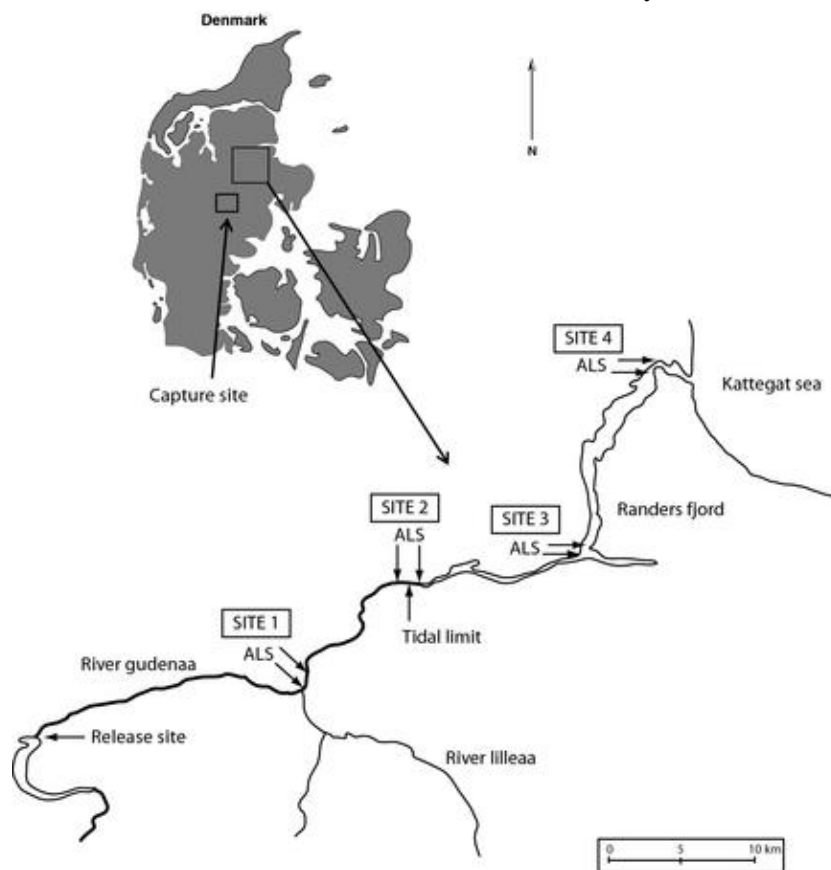 Denmark
N
Capture site
SITE 4
ALS
Kattegat sea
SITE 2
ALS
SITE 3
ALS
Randers fjord
Tidal limit
SITE 1
ALS
River gudenaa
Release site
River lilleaa
0 5 10 km